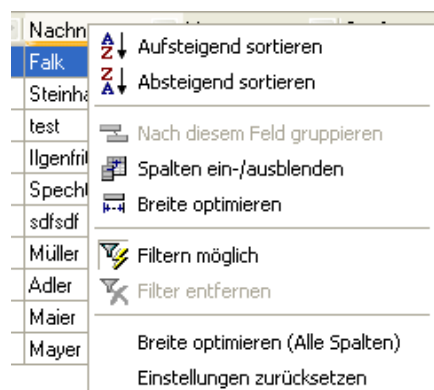 Nachn
Falk
Steinha
test
Ilgenfri
Specht
sdfsdf
Müller
Adler
Maier
Mayer
Aufsteigend sortieren
Absteigend sortieren
Nach diesem Feld gruppieren
Spalten ein-/ausblenden
Breite optimieren
Filtern möglich
Filter entfernen
Breite optimieren (Alle Spalten)
Einstellungen zurücksetzen